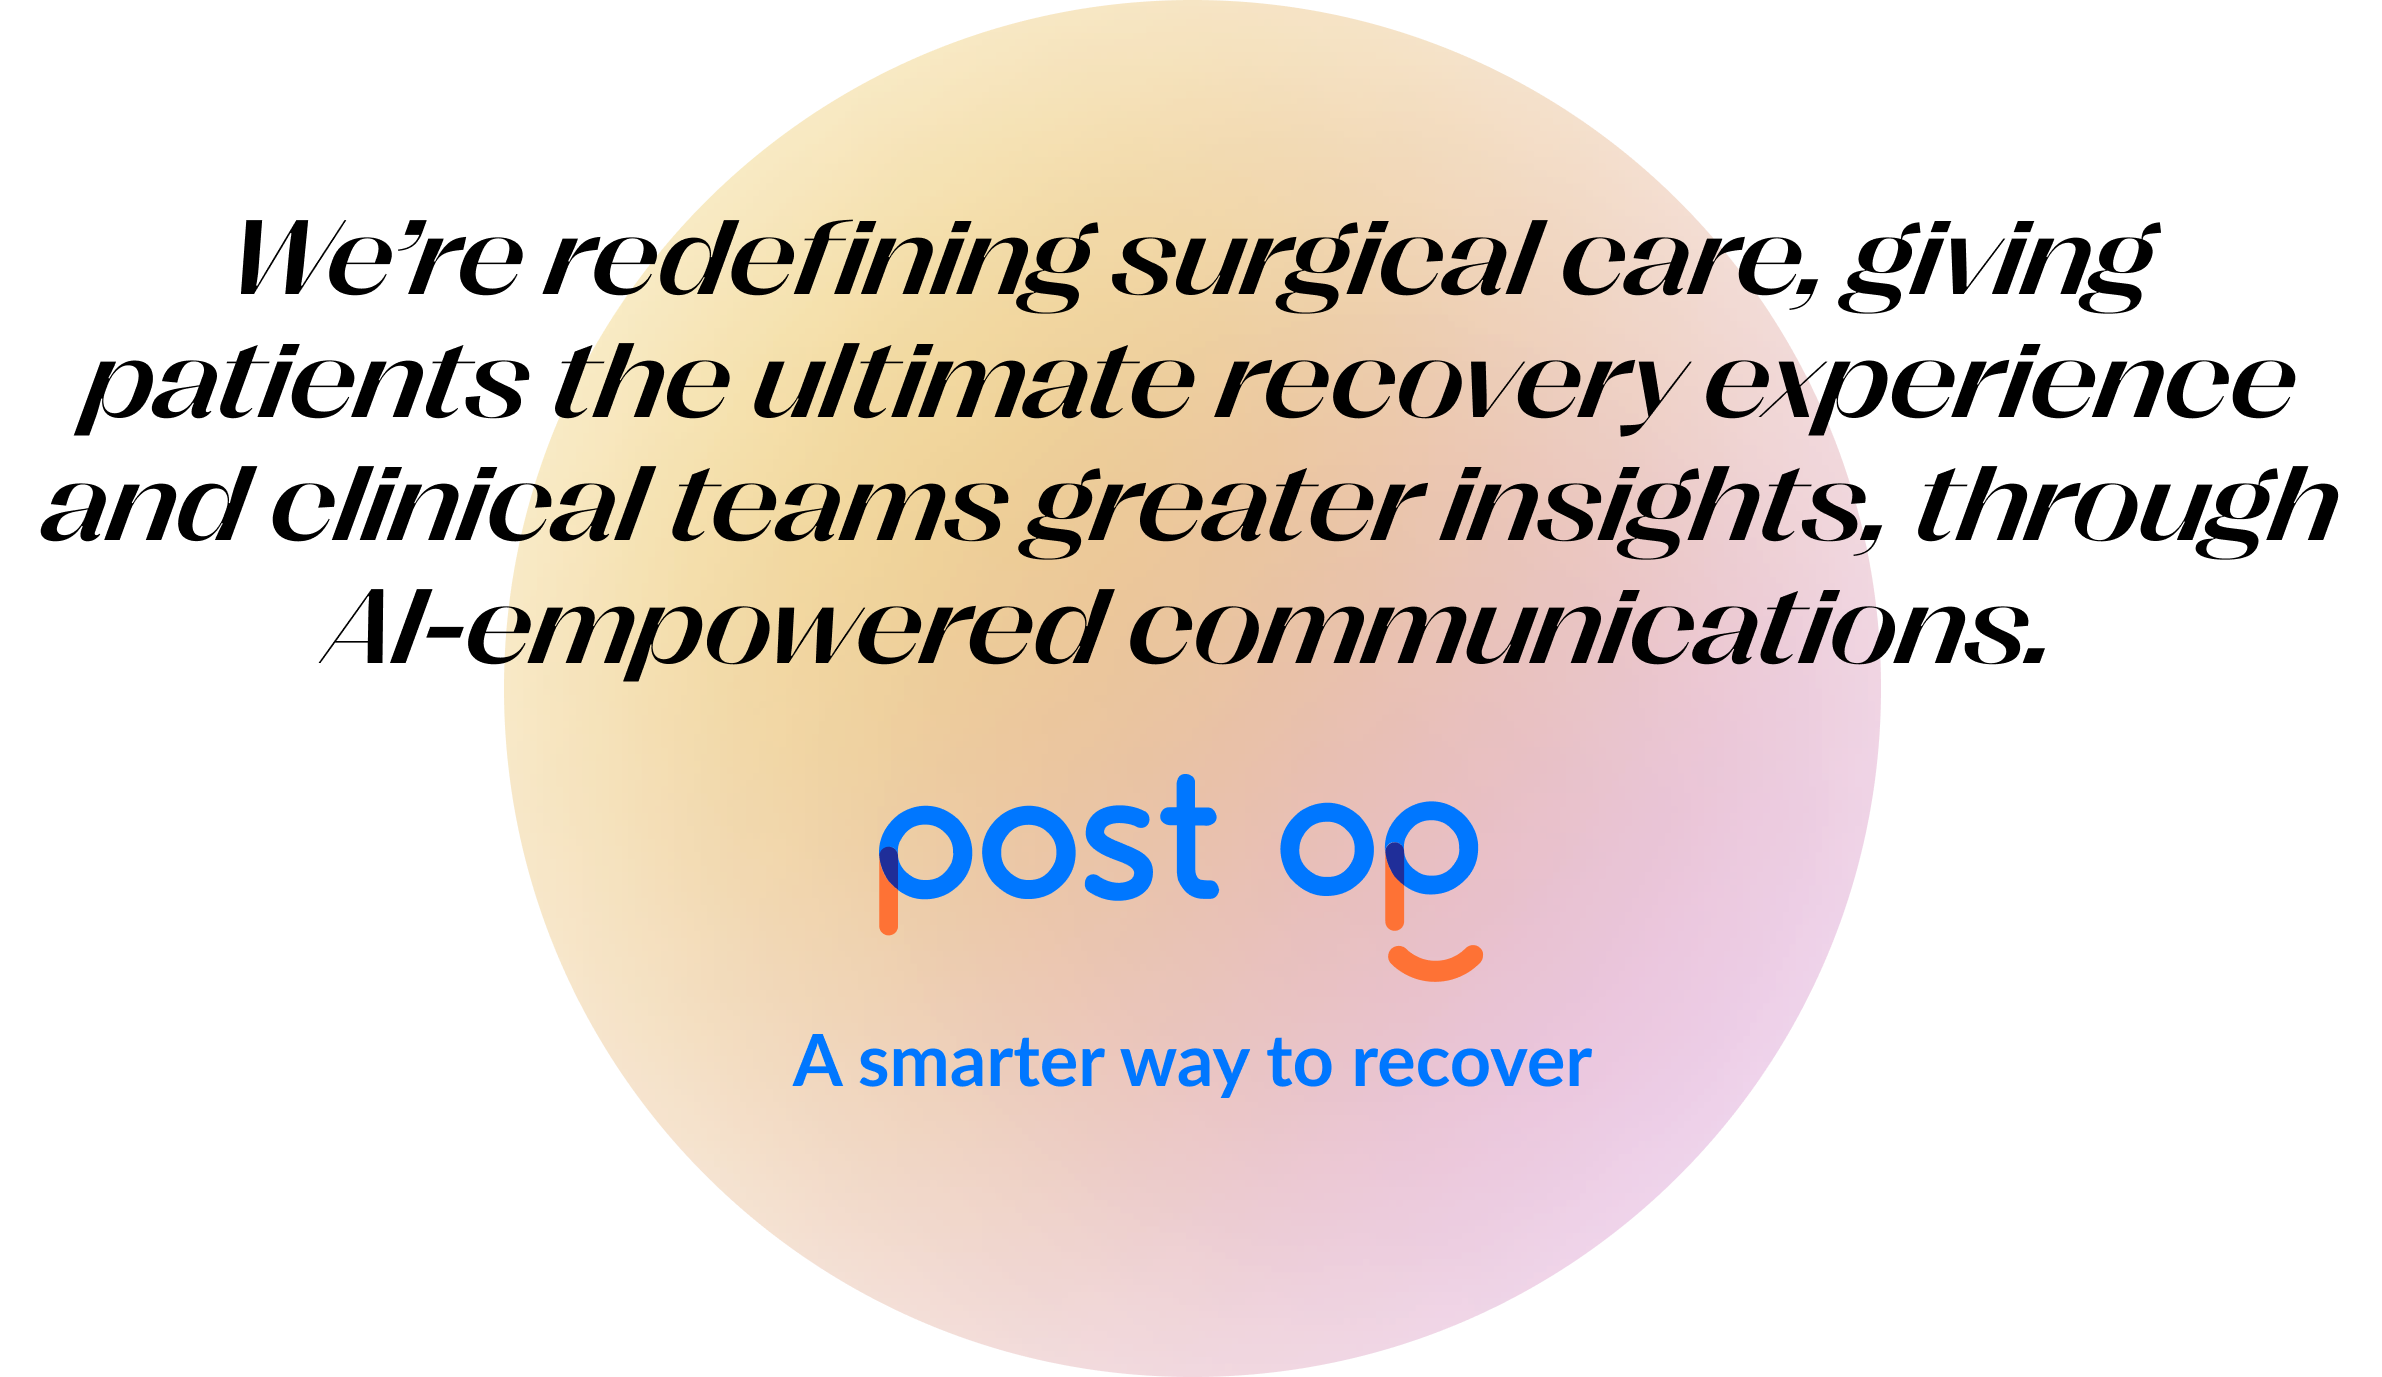 We’re redefining surgical care, giving
patients the ultimate recovery experience
and clinical teams greater insights, through
AI-empowered communications.
post op
A smarter way to recover